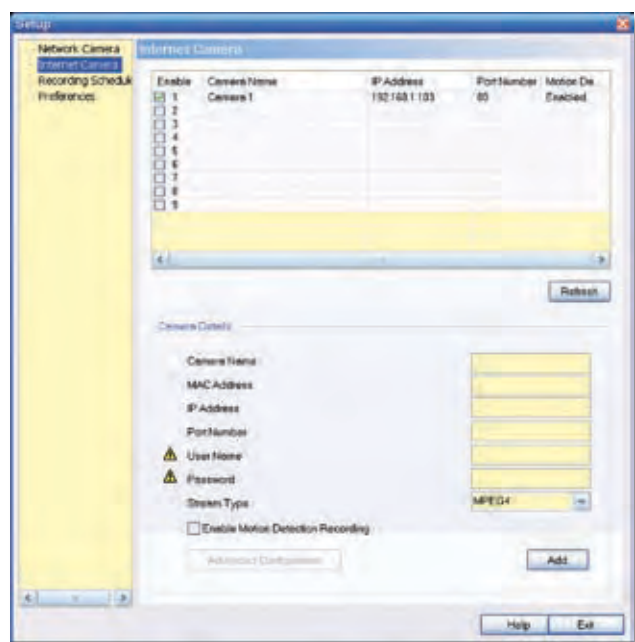 Setup
Network Camera
Internet Camera
Recording Schedul
Preferences
Internet Camera
Enable Camera Name IP Address Port Number Motion De...
1 Camera 1 192.168.1.103 80 Enabled
2
3
4
5
6
7
8
9
Refresh
Camera Details
Camera Name
MAC Address
IP Address
Port Number
User Name
Password
Stream Type MPEG4
Enable Motion Detection Recording
Advanced Configuration Add
Help Exit